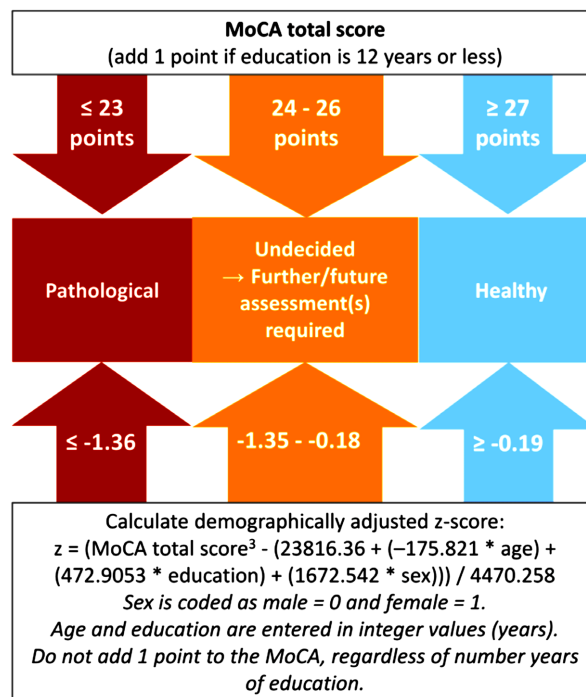 MoCA total score
(add 1 point if education is 12 years or less)
≤ 23
points
24 - 26
points
≥ 27
points
Pathological
Undecided
→ Further/future
assessment(s)
required
Healthy
≤ -1.36
-1.35 - -0.18
≥ -0.19
Calculate demographically adjusted z-score:
z = (MoCA total score³ - (23816.36 + (–175.821 * age) +
(472.9053 * education) + (1672.542 * sex))) / 4470.258
Sex is coded as male = 0 and female = 1.
Age and education are entered in integer values (years).
Do not add 1 point to the MoCA, regardless of number years
of education.